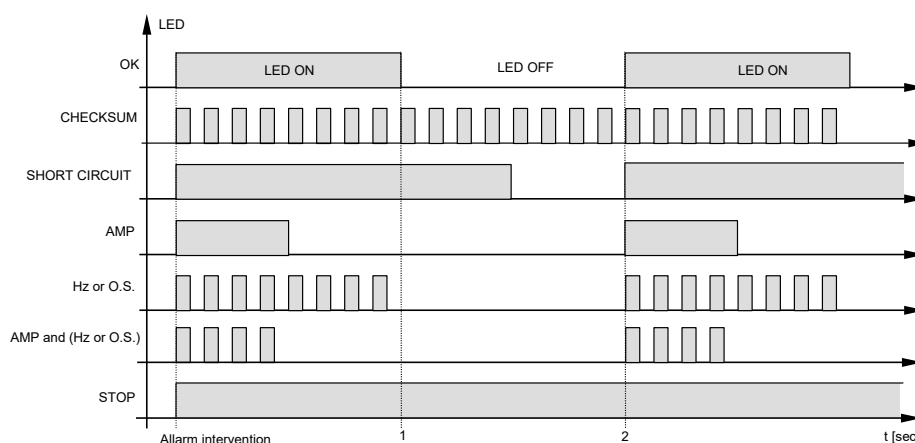 LED
OK
LED ON
LED OFF
LED ON
CHECKSUM
SHORT CIRCUIT
AMP
Hz or O.S.
AMP and (Hz or O.S.)
STOP
Allarm intervention
1
2
t [sec